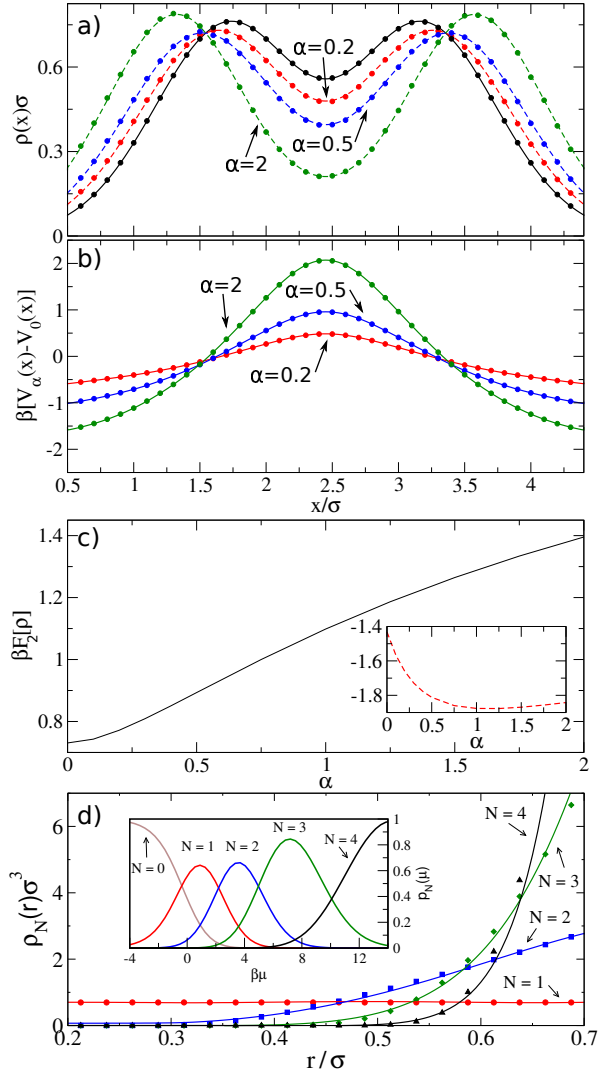 a)
ρ(x)σ
0.6
0.3
0
α=0.2
α=0.5
α=2
b)
β[V_α(x)-V_0(x)]
2
1
0
-1
-2
α=2
α=0.5
α=0.2
0.5 1 1.5 2 2.5 3 3.5 4
x/σ
c)
βF_2[ρ]
1.4
1.2
1
0.8
0 0.5 1 1.5 2
α
-1.4
-1.6
-1.8
0 0.5 1 1.5 2
α
d)
ρ_N(r)σ^3
6
4
2
0
0.2 0.3 0.4 0.5 0.6 0.7
r/σ
N = 4
N = 3
N = 2
N = 1
N=0
N = 1
N = 2
N = 3
N = 4
1
0.8
0.6
0.4
0.2
0
p_N(μ)
-4 0 4 8 12
βμ